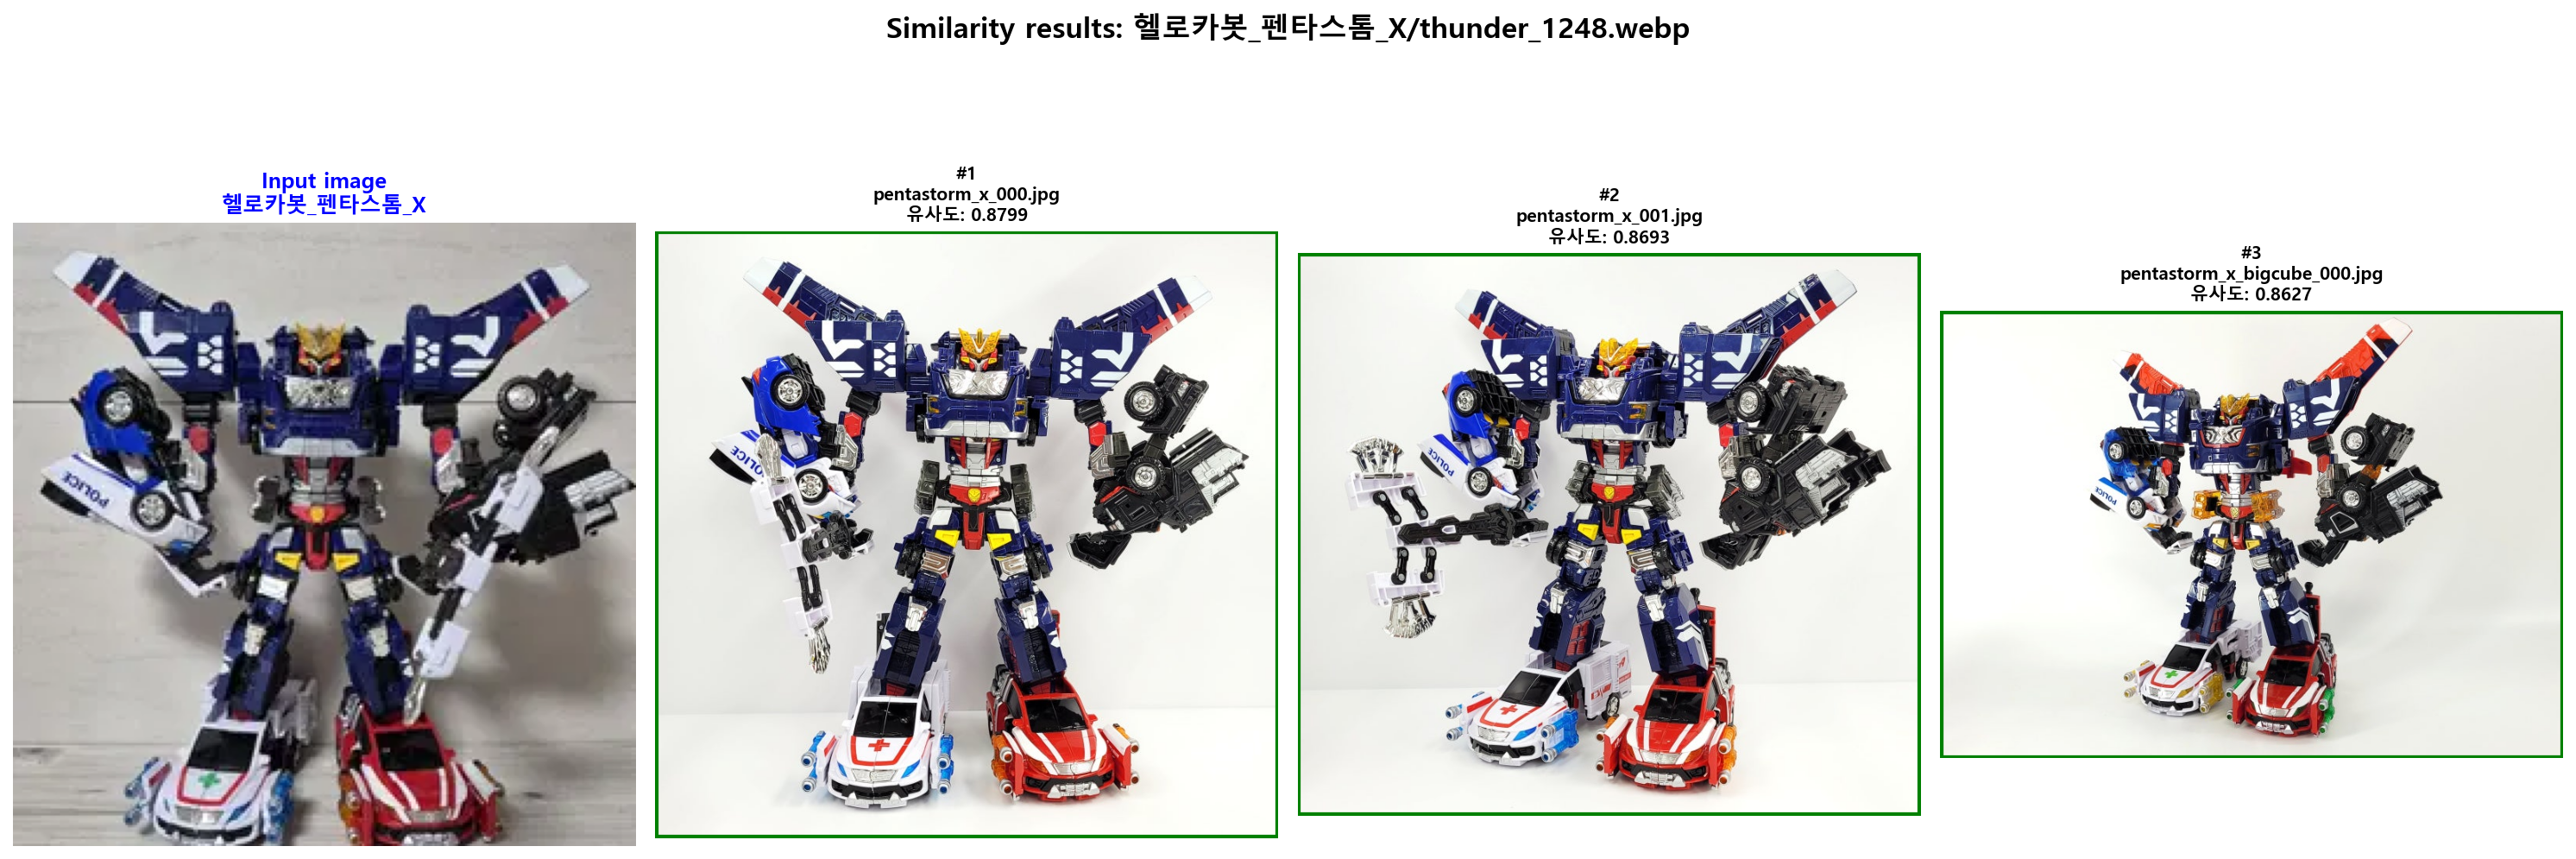 Similarity results: 헬로카봇_펜타스톰_X/thunder_1248.webp
Input image
헬로카봇_펜타스톰_X
#1
pentastorm_x_000.jpg
유사도: 0.8799
#2
pentastorm_x_001.jpg
유사도: 0.8693
#3
pentastorm_x_bigcube_000.jpg
유사도: 0.8627
POLICE
POLICE
POLICE
POLICE